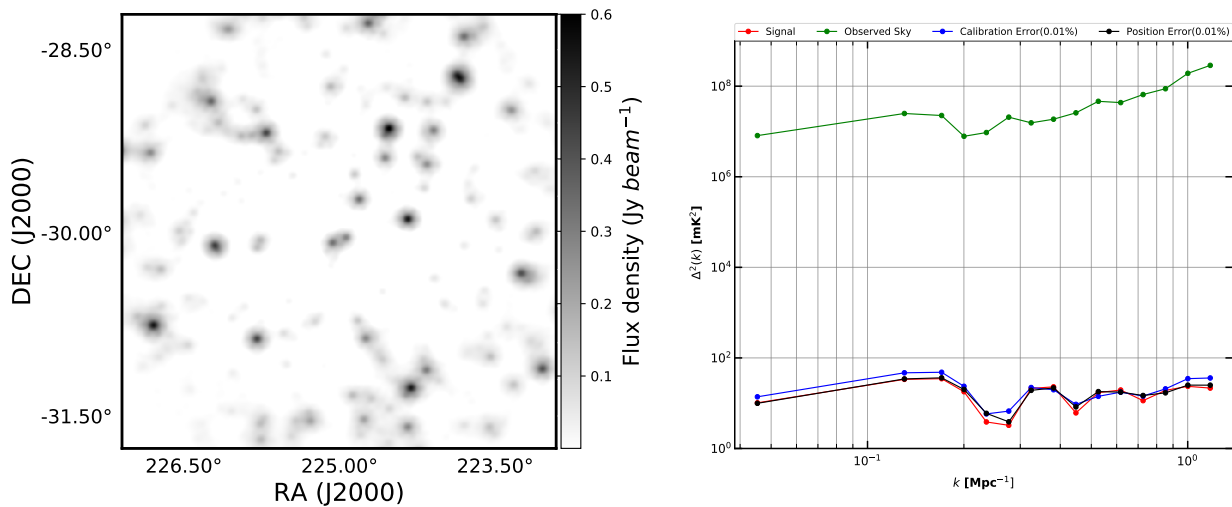 -28.50°
-29.00°
-30.00°
-31.50°
226.50° 225.00° 223.50°
RA (J2000)
DEC (J2000)
0.6
0.5
0.4
0.3
0.2
0.1
Flux density (Jy beam⁻¹)
Signal Observed Sky Calibration Error(0.01%) Position Error(0.01%)
10⁸
10⁶
10⁴
10²
10⁰
Δ²(k) [mK²]
10⁻¹ 10⁰
k [Mpc⁻¹]